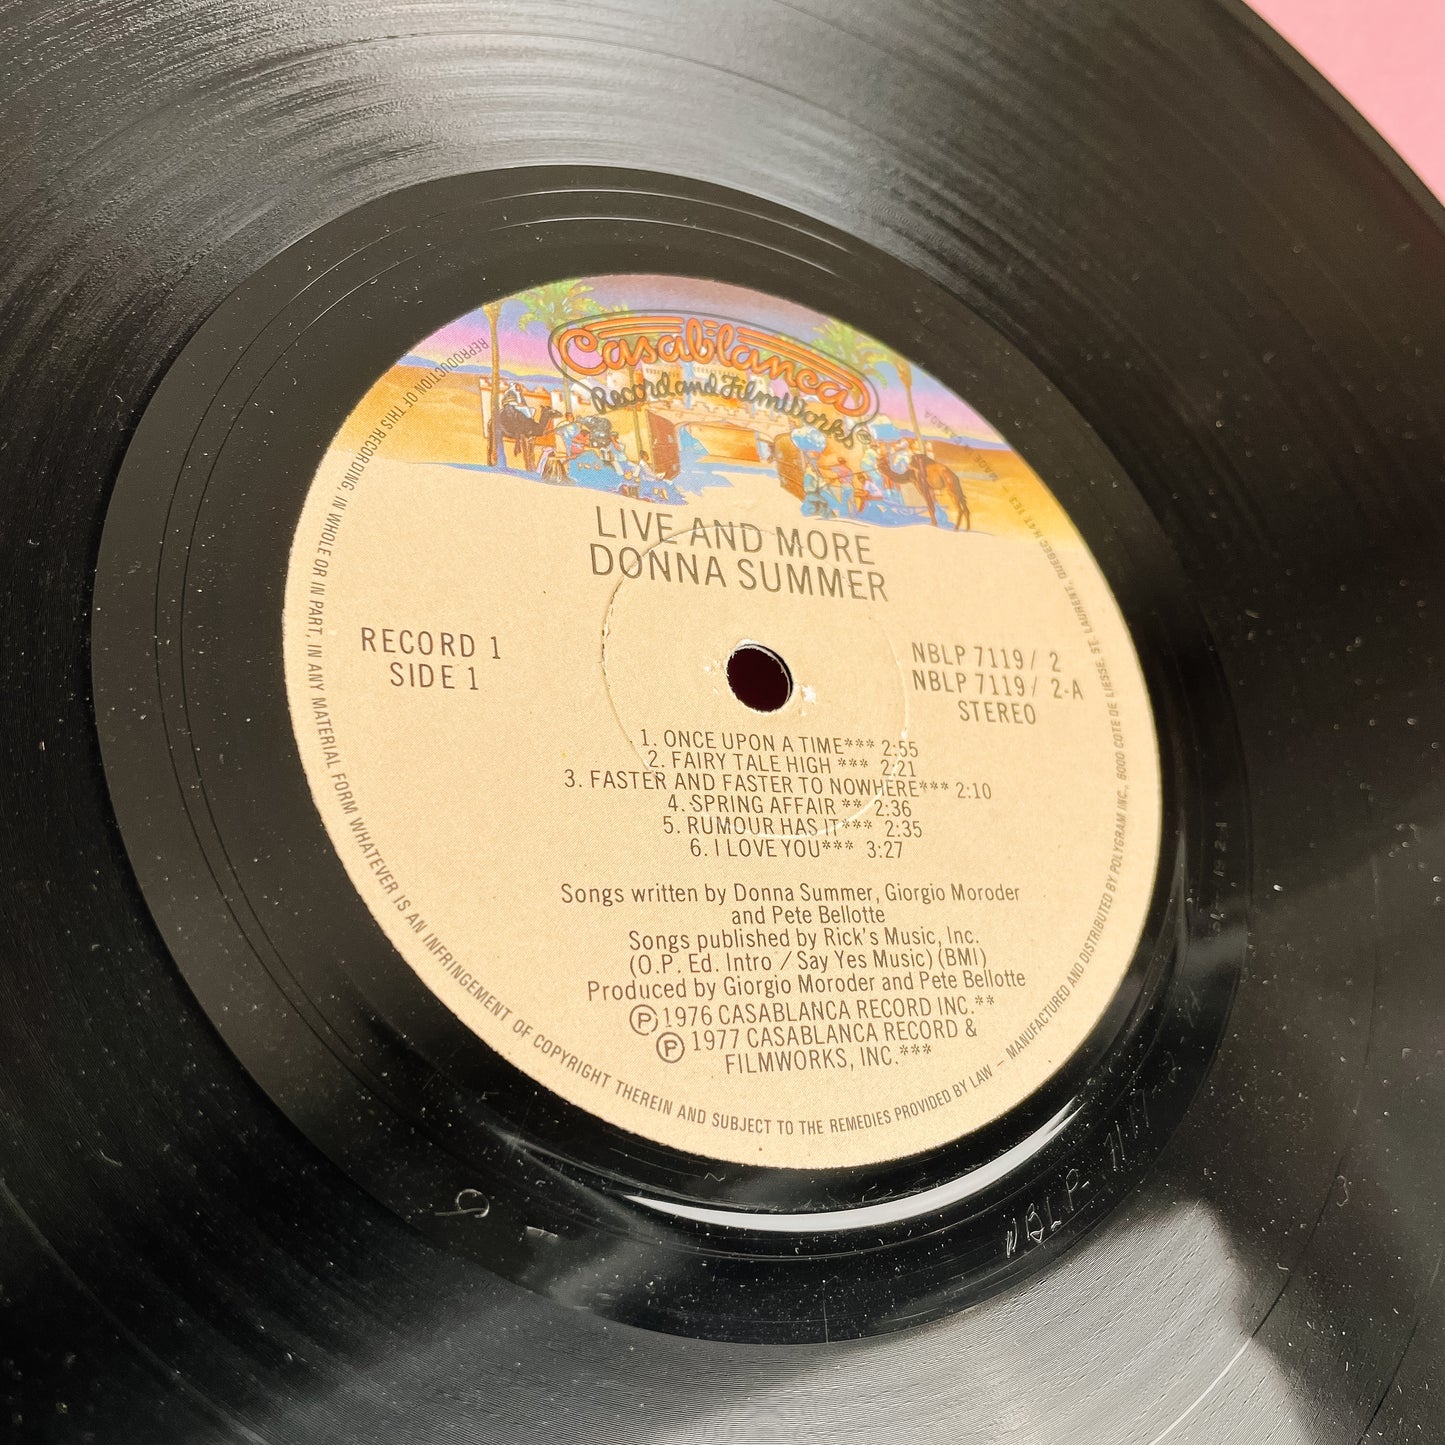 Casablanca
Record and FilmWorks®
LIVE AND MORE
DONNA SUMMER
RECORD 1
SIDE 1
NBLP 7119/ 2
NBLP 7119/ 2-A
STEREO
1. ONCE UPON A TIME*** 2:55
2. FAIRY TALE HIGH *** 2:21
3. FASTER AND FASTER TO NOWHERE*** 2:10
4. SPRING AFFAIR ** 2:36
5. RUMOUR HAS IT*** 2:35
6. I LOVE YOU*** 3:27
Songs written by Donna Summer, Giorgio Moroder
and Pete Bellotte
Songs published by Rick's Music, Inc.
(O.P. Ed. Intro / Say Yes Music) (BMI)
Produced by Giorgio Moroder and Pete Bellotte
Ⓟ 1976 CASABLANCA RECORD INC.**
Ⓟ 1977 CASABLANCA RECORD &
FILMWORKS, INC.***
REPRODUCTION OF THIS RECORDING, IN WHOLE OR IN PART, IN ANY MATERIAL FORM WHATEVER IS AN INFRINGEMENT OF COPYRIGHT THEREIN AND SUBJECT TO THE REMEDIES PROVIDED BY LAW – MANUFACTURED AND DISTRIBUTED BY POLYGRAM INC., 6000 COTE DE LIESSE, ST. LAURENT, QUEBEC H4T 1E3 – MADE IN CANADA
NBLP-